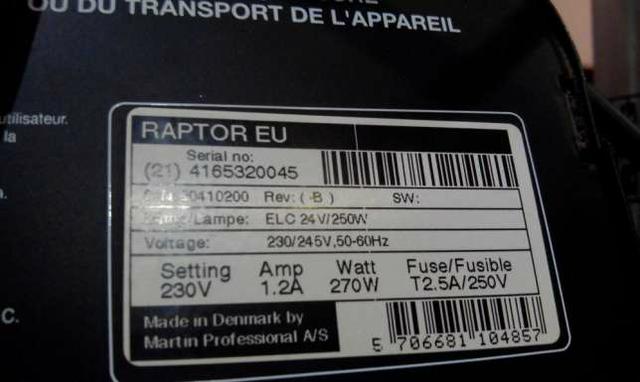 OU DU TRANSPORT DE L'APPAREIL
utilisateur.
la
RAPTOR EU
Serial no:
(21) 4165320045
Rev: ( -B ) SW:
Lampe: ELC 24V/250W
Voltage: 230/245V,50-60Hz
Setting Amp Watt Fuse/Fusible
230V 1.2A 270W T2.5A/250V
C.
Made in Denmark by
Martin Professional A/S
5 706681 104857